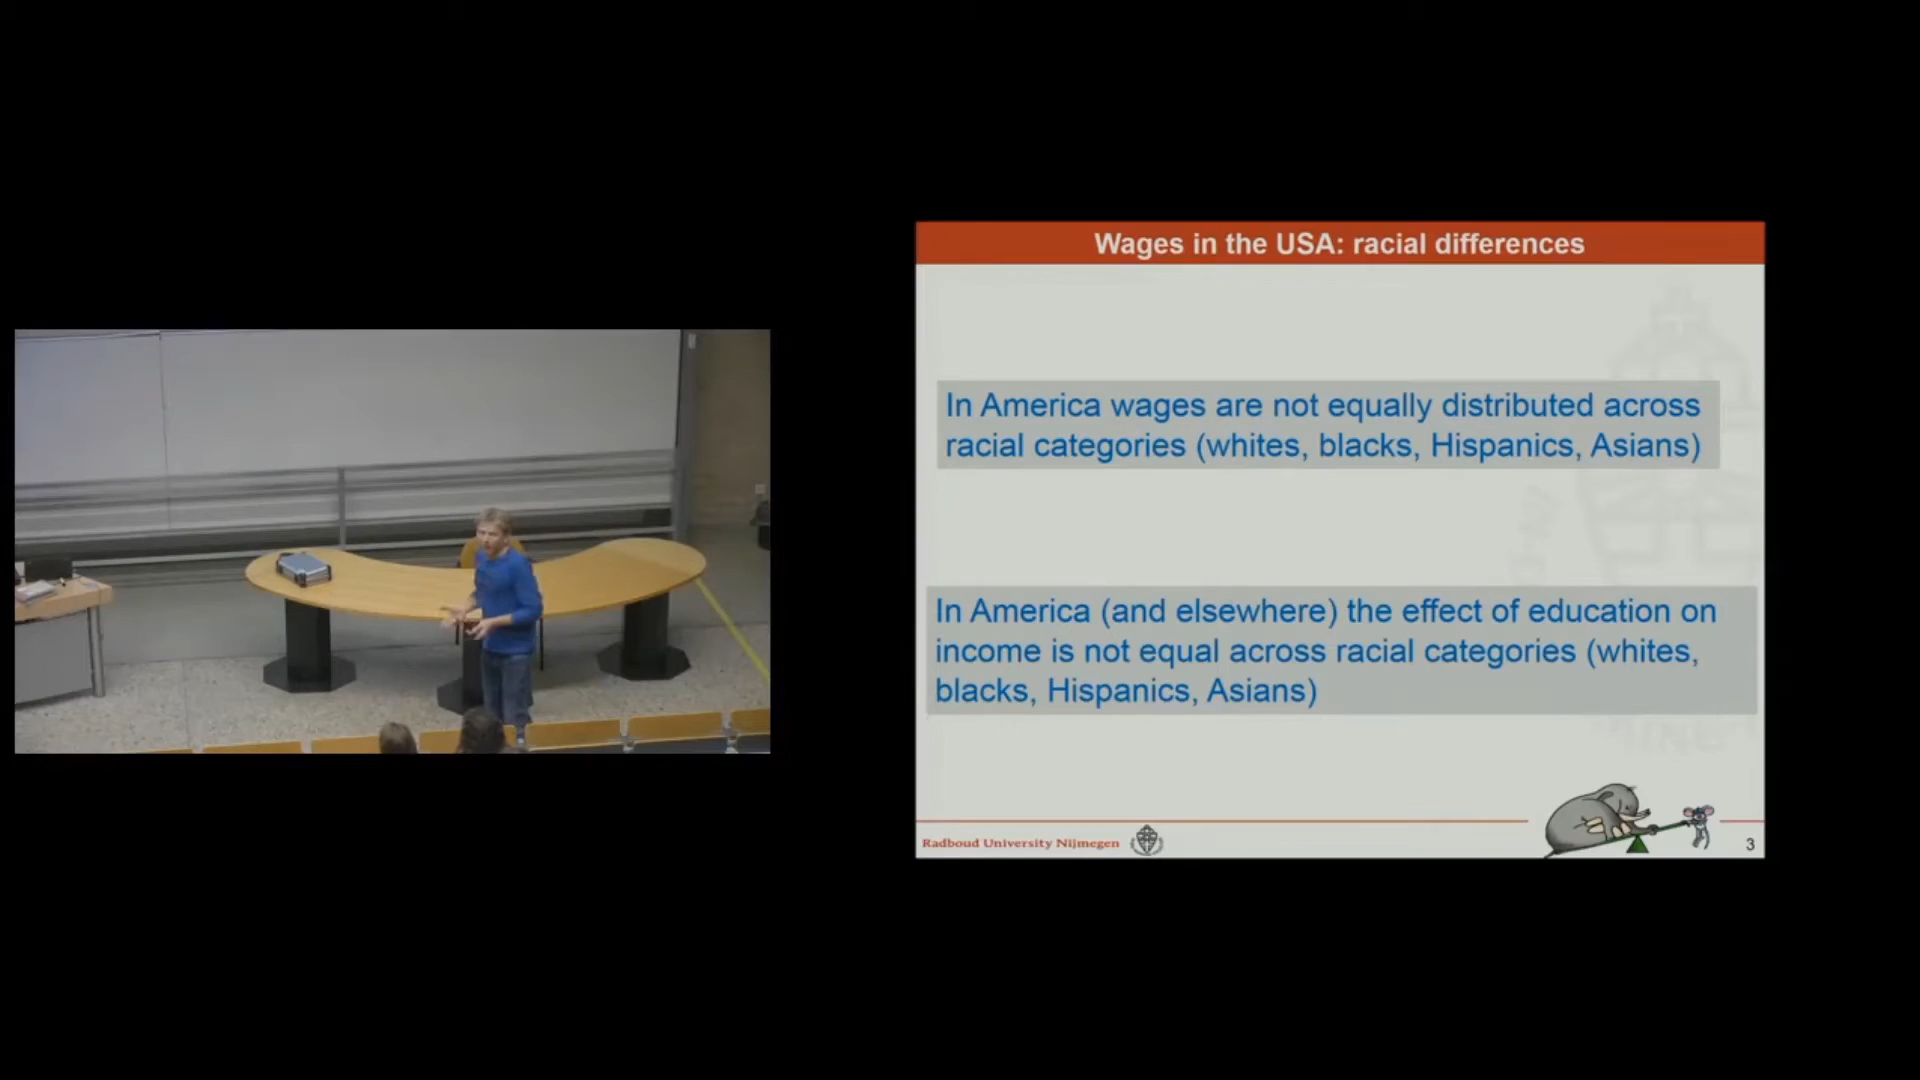 Wages in the USA: racial differences
In America wages are not equally distributed across
racial categories (whites, blacks, Hispanics, Asians)
In America (and elsewhere) the effect of education on
income is not equal across racial categories (whites,
blacks, Hispanics, Asians)
Radboud University Nijmegen
3